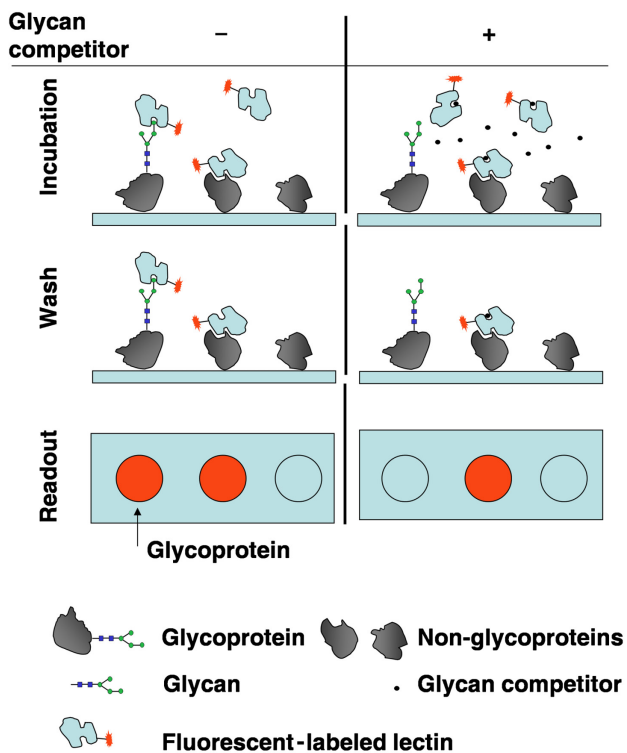 Glycan
competitor
–
+
Incubation
Wash
Readout
Glycoprotein
Glycoprotein
Non-glycoproteins
Glycan
Glycan competitor
Fluorescent-labeled lectin